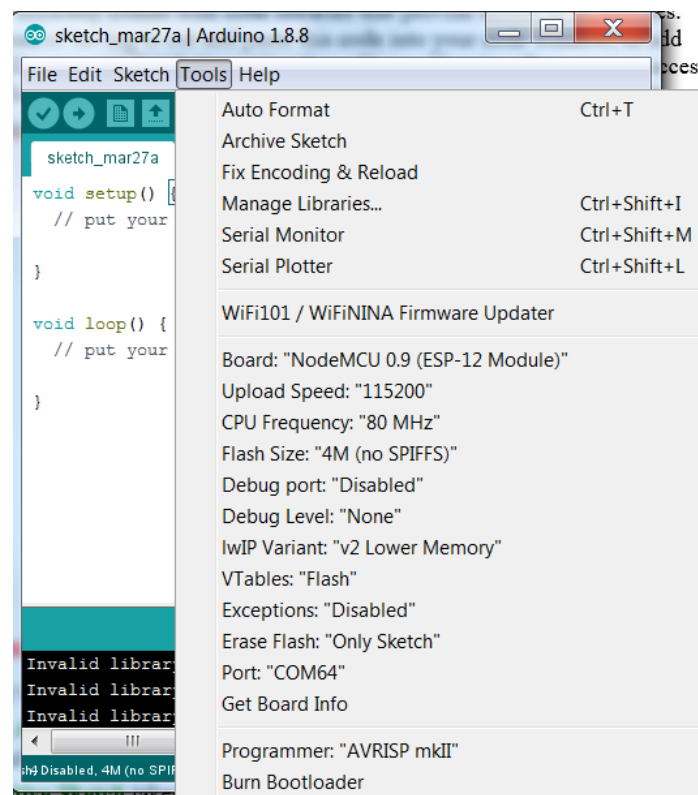 sketch_mar27a | Arduino 1.8.8
File Edit Sketch Tools Help
sketch_mar27a
void setup() {
// put your
}
void loop() {
// put your
}
Invalid library
Invalid library
Invalid library
Disabled, 4M (no SPIF
Auto Format Ctrl+T
Archive Sketch
Fix Encoding & Reload
Manage Libraries... Ctrl+Shift+I
Serial Monitor Ctrl+Shift+M
Serial Plotter Ctrl+Shift+L
WiFi101 / WiFiNINA Firmware Updater
Board: "NodeMCU 0.9 (ESP-12 Module)"
Upload Speed: "115200"
CPU Frequency: "80 MHz"
Flash Size: "4M (no SPIFFS)"
Debug port: "Disabled"
Debug Level: "None"
lwIP Variant: "v2 Lower Memory"
VTables: "Flash"
Exceptions: "Disabled"
Erase Flash: "Only Sketch"
Port: "COM64"
Get Board Info
Programmer: "AVRISP mkII"
Burn Bootloader